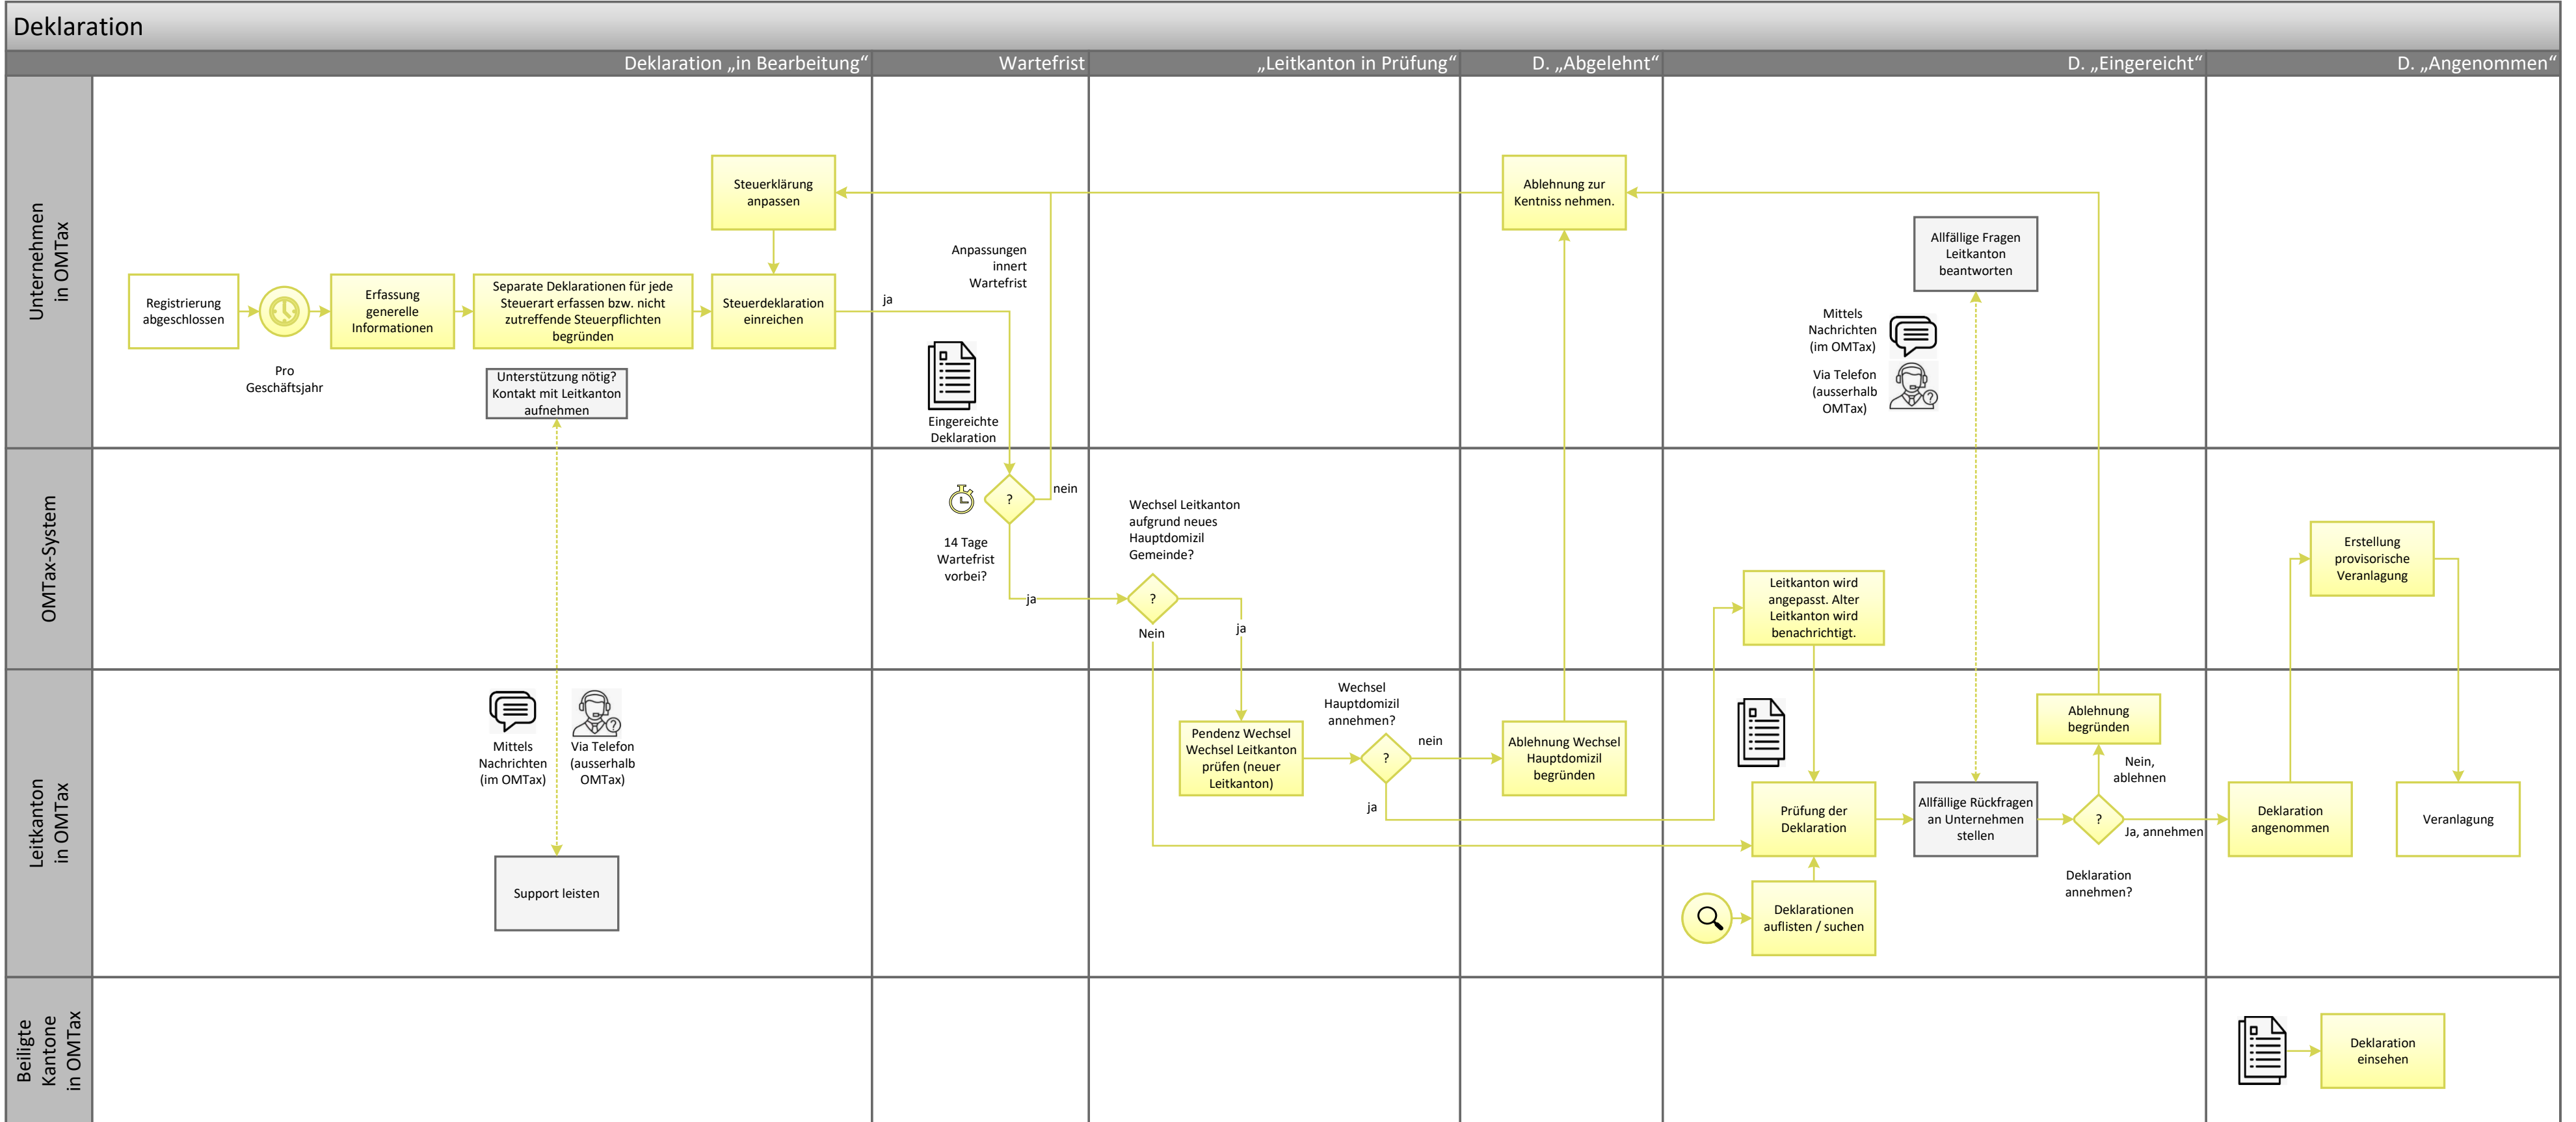 Deklaration
Deklaration „in Bearbeitung“
Wartefrist
„Leitkanton in Prüfung“
D. „Abgelehnt“
D. „Eingereicht“
D. „Angenommen“
Unternehmen
in OMTax
Registrierung
abgeschlossen
Pro
Geschäftsjahr
Erfassung
generelle
Informationen
Separate Deklarationen für jede
Steuerart erfassen bzw. nicht
zutreffende Steuerpflichten
begründen
Unterstützung nötig?
Kontakt mit Leitkanton
aufnehmen
Steuerklärung
anpassen
Steuerdeklaration
einreichen
ja
Anpassungen
innert
Wartefrist
Eingereichte
Deklaration
Ablehnung zur
Kentniss nehmen.
Allfällige Fragen
Leitkanton
beantworten
Mittels
Nachrichten
(im OMTax)
Via Telefon
(ausserhalb
OMTax)
OMTax-System
?
nein
14 Tage
Wartefrist
vorbei?
ja
Wechsel Leitkanton
aufgrund neues
Hauptdomizil
Gemeinde?
?
Nein
ja
Leitkanton wird
angepasst. Alter
Leitkanton wird
benachrichtigt.
Erstellung
provisorische
Veranlagung
Leitkanton
in OMTax
Mittels
Nachrichten
(im OMTax)
Via Telefon
(ausserhalb
OMTax)
Support leisten
Pendenz Wechsel
Wechsel Leitkanton
prüfen (neuer
Leitkanton)
Wechsel
Hauptdomizil
annehmen?
?
nein
ja
Ablehnung Wechsel
Hauptdomizil
begründen
Prüfung der
Deklaration
Deklarationen
auflisten / suchen
Allfällige Rückfragen
an Unternehmen
stellen
Ablehnung
begründen
Nein,
ablehnen
?
Ja, annehmen
Deklaration
annehmen?
Deklaration
angenommen
Veranlagung
Beiligte
Kantone
in OMTax
Deklaration
einsehen